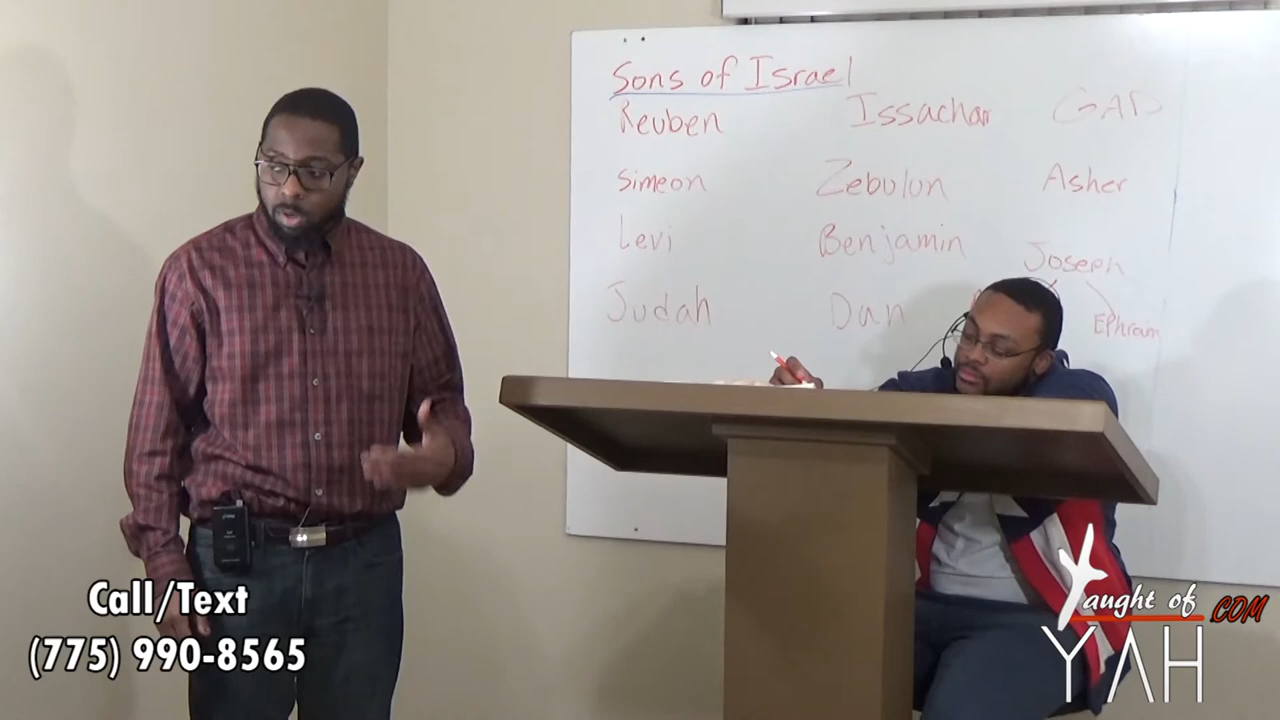 Sons of Israel
Reuben Issachar GAD
Simeon Zebulun Asher
Levi Benjamin Joseph
Judah Dan Ephraim
Call/Text
(775) 990-8565
Taught of .COM
YAH